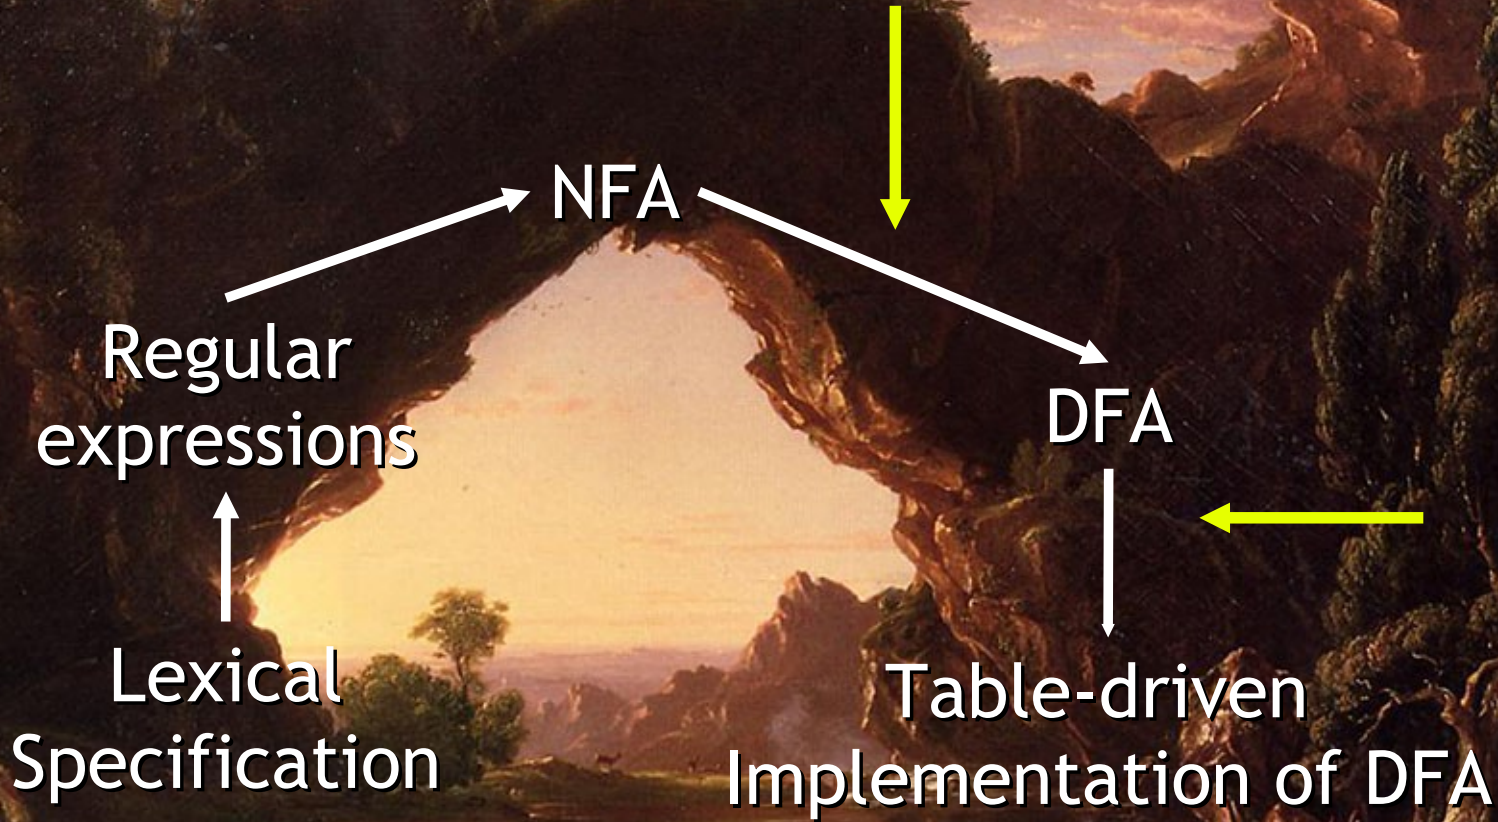 NFA
Regular
expressions
DFA
Lexical
Specification
Table-driven
Implementation of DFA